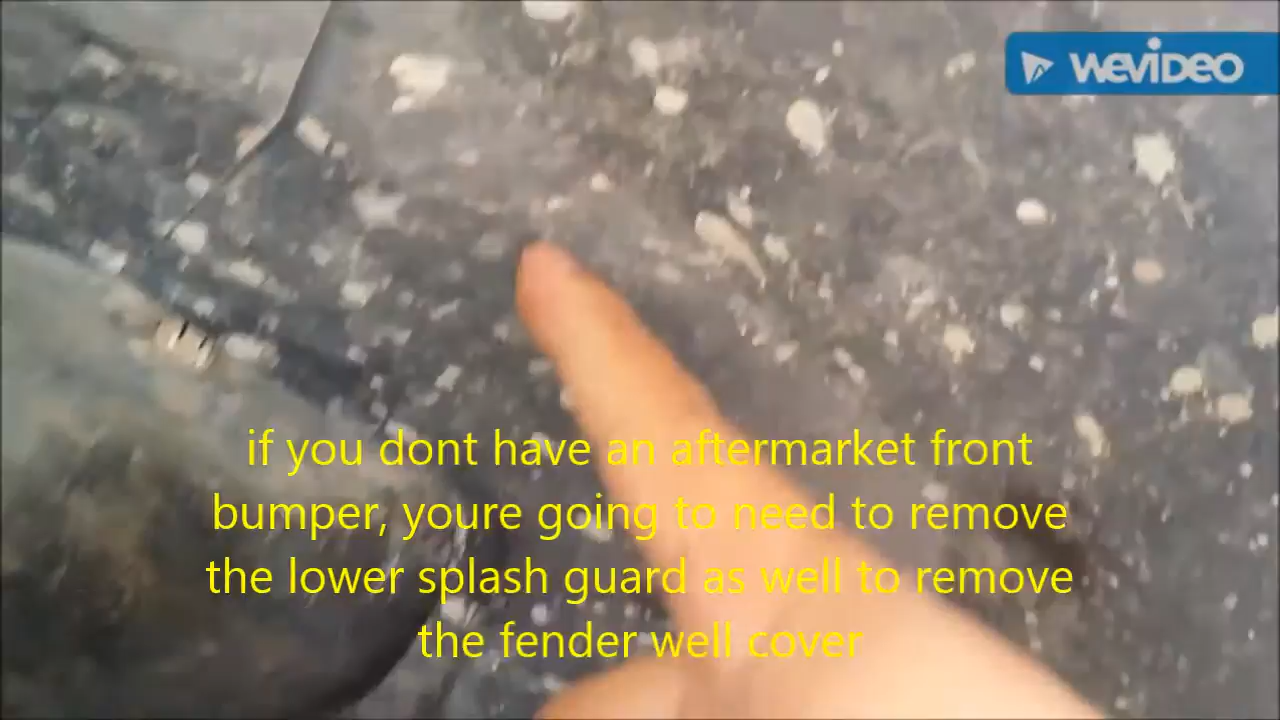 WEVIDEO
if you dont have an aftermarket front
bumper, youre going to need to remove
the lower splash guard as well to remove
the fender well cover